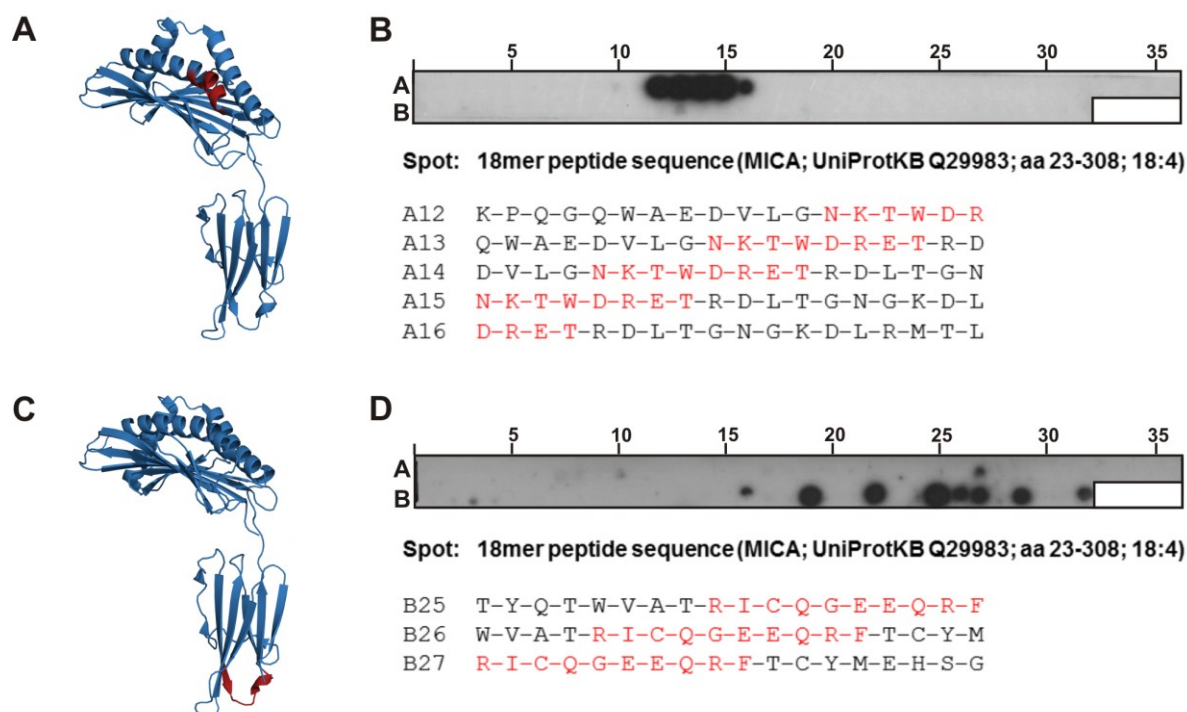 A
B
5 10 15 20 25 30 35
A
B
Spot: 18mer peptide sequence (MICA; UniProtKB Q29983; aa 23-308; 18:4)
A12 K-P-Q-G-Q-W-A-E-D-V-L-G-N-K-T-W-D-R
A13 Q-W-A-E-D-V-L-G-N-K-T-W-D-R-E-T-R-D
A14 D-V-L-G-N-K-T-W-D-R-E-T-R-D-L-T-G-N
A15 N-K-T-W-D-R-E-T-R-D-L-T-G-N-G-K-D-L
A16 D-R-E-T-R-D-L-T-G-N-G-K-D-L-R-M-T-L
C
D
5 10 15 20 25 30 35
A
B
Spot: 18mer peptide sequence (MICA; UniProtKB Q29983; aa 23-308; 18:4)
B25 T-Y-Q-T-W-V-A-T-R-I-C-Q-G-E-E-Q-R-F
B26 W-V-A-T-R-I-C-Q-G-E-E-Q-R-F-T-C-Y-M
B27 R-I-C-Q-G-E-E-Q-R-F-T-C-Y-M-E-H-S-G